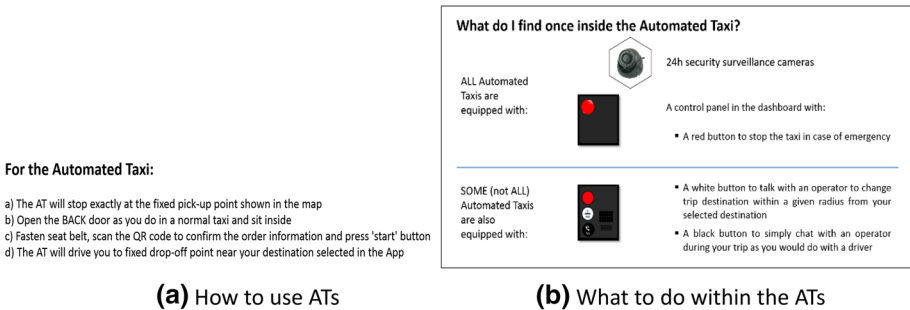 For the Automated Taxi:
a) The AT will stop exactly at the fixed pick-up point shown in the map
b) Open the BACK door as you do in a normal taxi and sit inside
c) Fasten seat belt, scan the QR code to confirm the order information and press 'start' button
d) The AT will drive you to fixed drop-off point near your destination selected in the App
(a) How to use ATs
What do I find once inside the Automated Taxi?
24h security surveillance cameras
ALL Automated
Taxis are
equipped with:
A control panel in the dashboard with:
▪ A red button to stop the taxi in case of emergency
SOME (not ALL)
Automated Taxis
are also
equipped with:
▪ A white button to talk with an operator to change
trip destination within a given radius from your
selected destination
▪ A black button to simply chat with an operator
during your trip as you would do with a driver
(b) What to do within the ATs